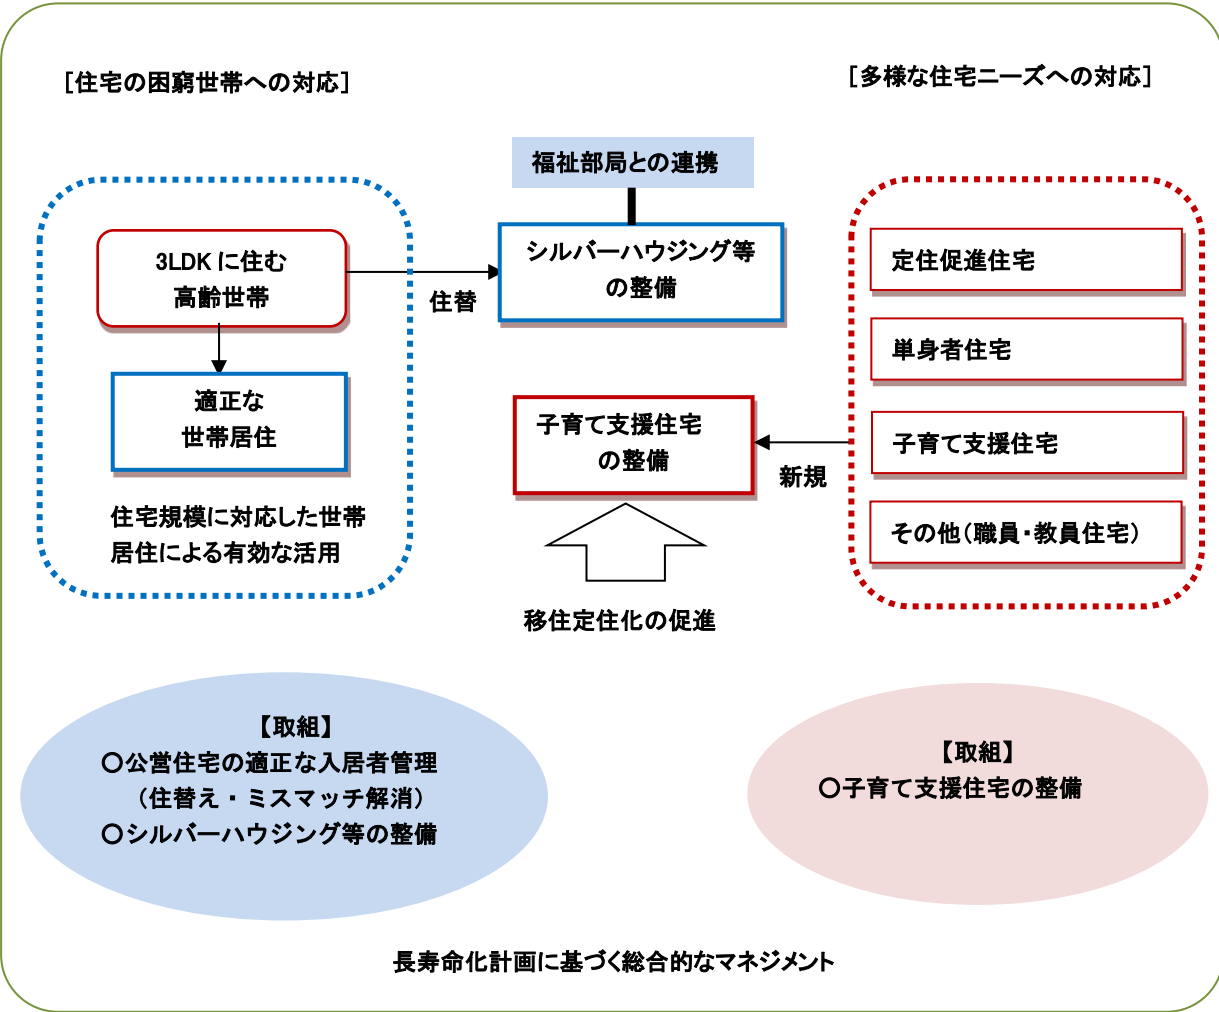 ［住宅の困窮世帯への対応］
［多様な住宅ニーズへの対応］
福祉部局との連携
3LDK に住む
高齢世帯
住替
シルバーハウジング等
の整備
適正な
世帯居住
住宅規模に対応した世帯
居住による有効な活用
子育て支援住宅
の整備
新規
移住定住化の促進
定住促進住宅
単身者住宅
子育て支援住宅
その他（職員・教員住宅）
【取組】
〇公営住宅の適正な入居者管理
（住替え・ミスマッチ解消）
〇シルバーハウジング等の整備
【取組】
〇子育て支援住宅の整備
長寿命化計画に基づく総合的なマネジメント